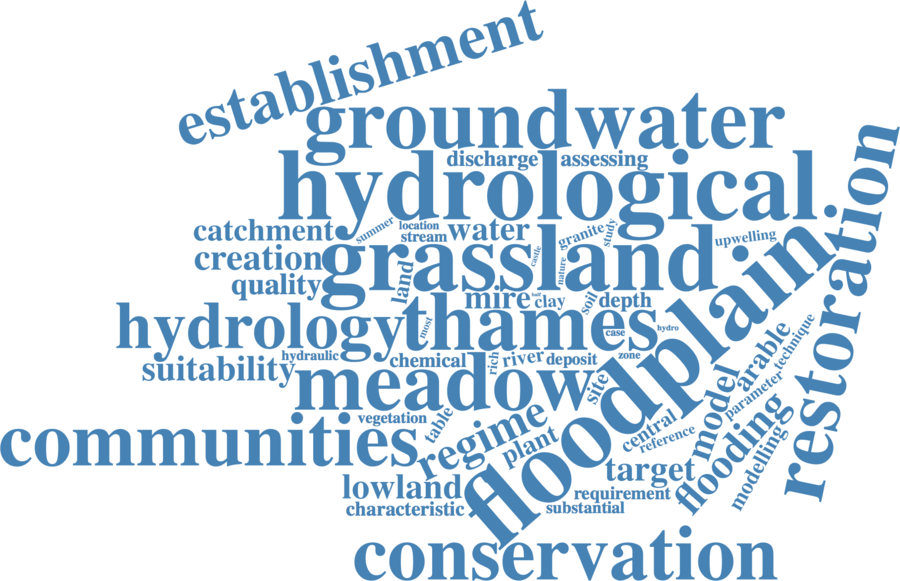 establishment
groundwater
discharge assessing
hydrological
restoration
summer location granite study
catchment stream water upwelling
grassland
floodplain
creation castle
quality land nature
mire clay soil depth
hydrology most thames case hydro
arable technique
suitability hydraulic chemical rich river deposit zone
meadow site model parameter
vegetation table
communities regime plant central reference
flooding modelling
lowland target
requirement
characteristic substantial
conservation